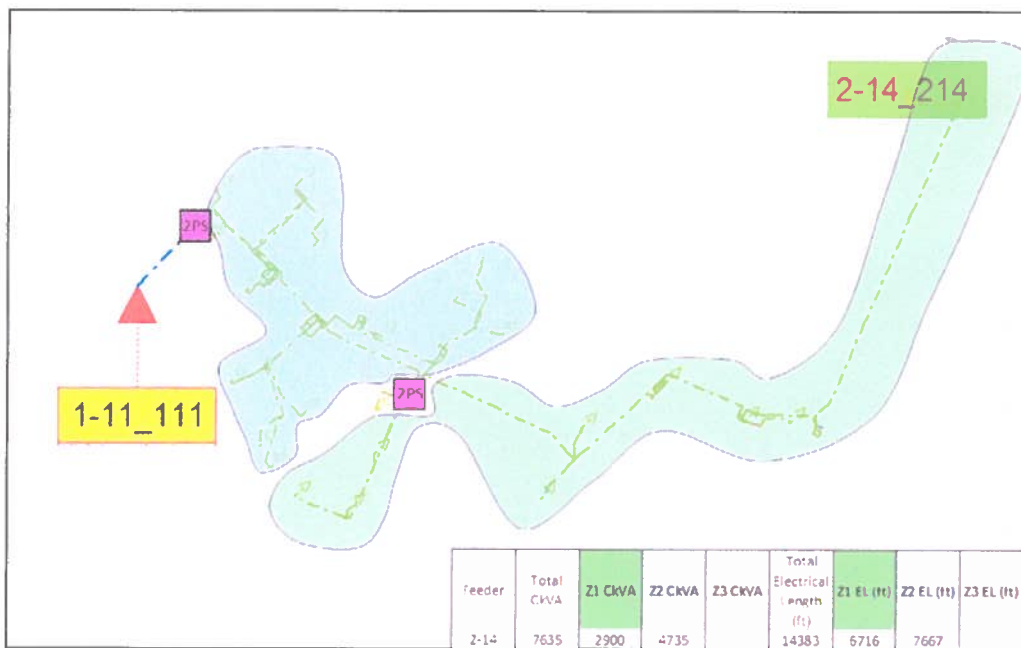 2-14_214
2PS
2PS
1-11_111
Feeder Total CkVA Z1 CkVA Z2 CkVA Z3 CkVA Total Electrical Length (ft) Z1 EL (ft) Z2 EL (ft) Z3 EL (ft)
2-14 7635 2900 4735 14383 6716 7667